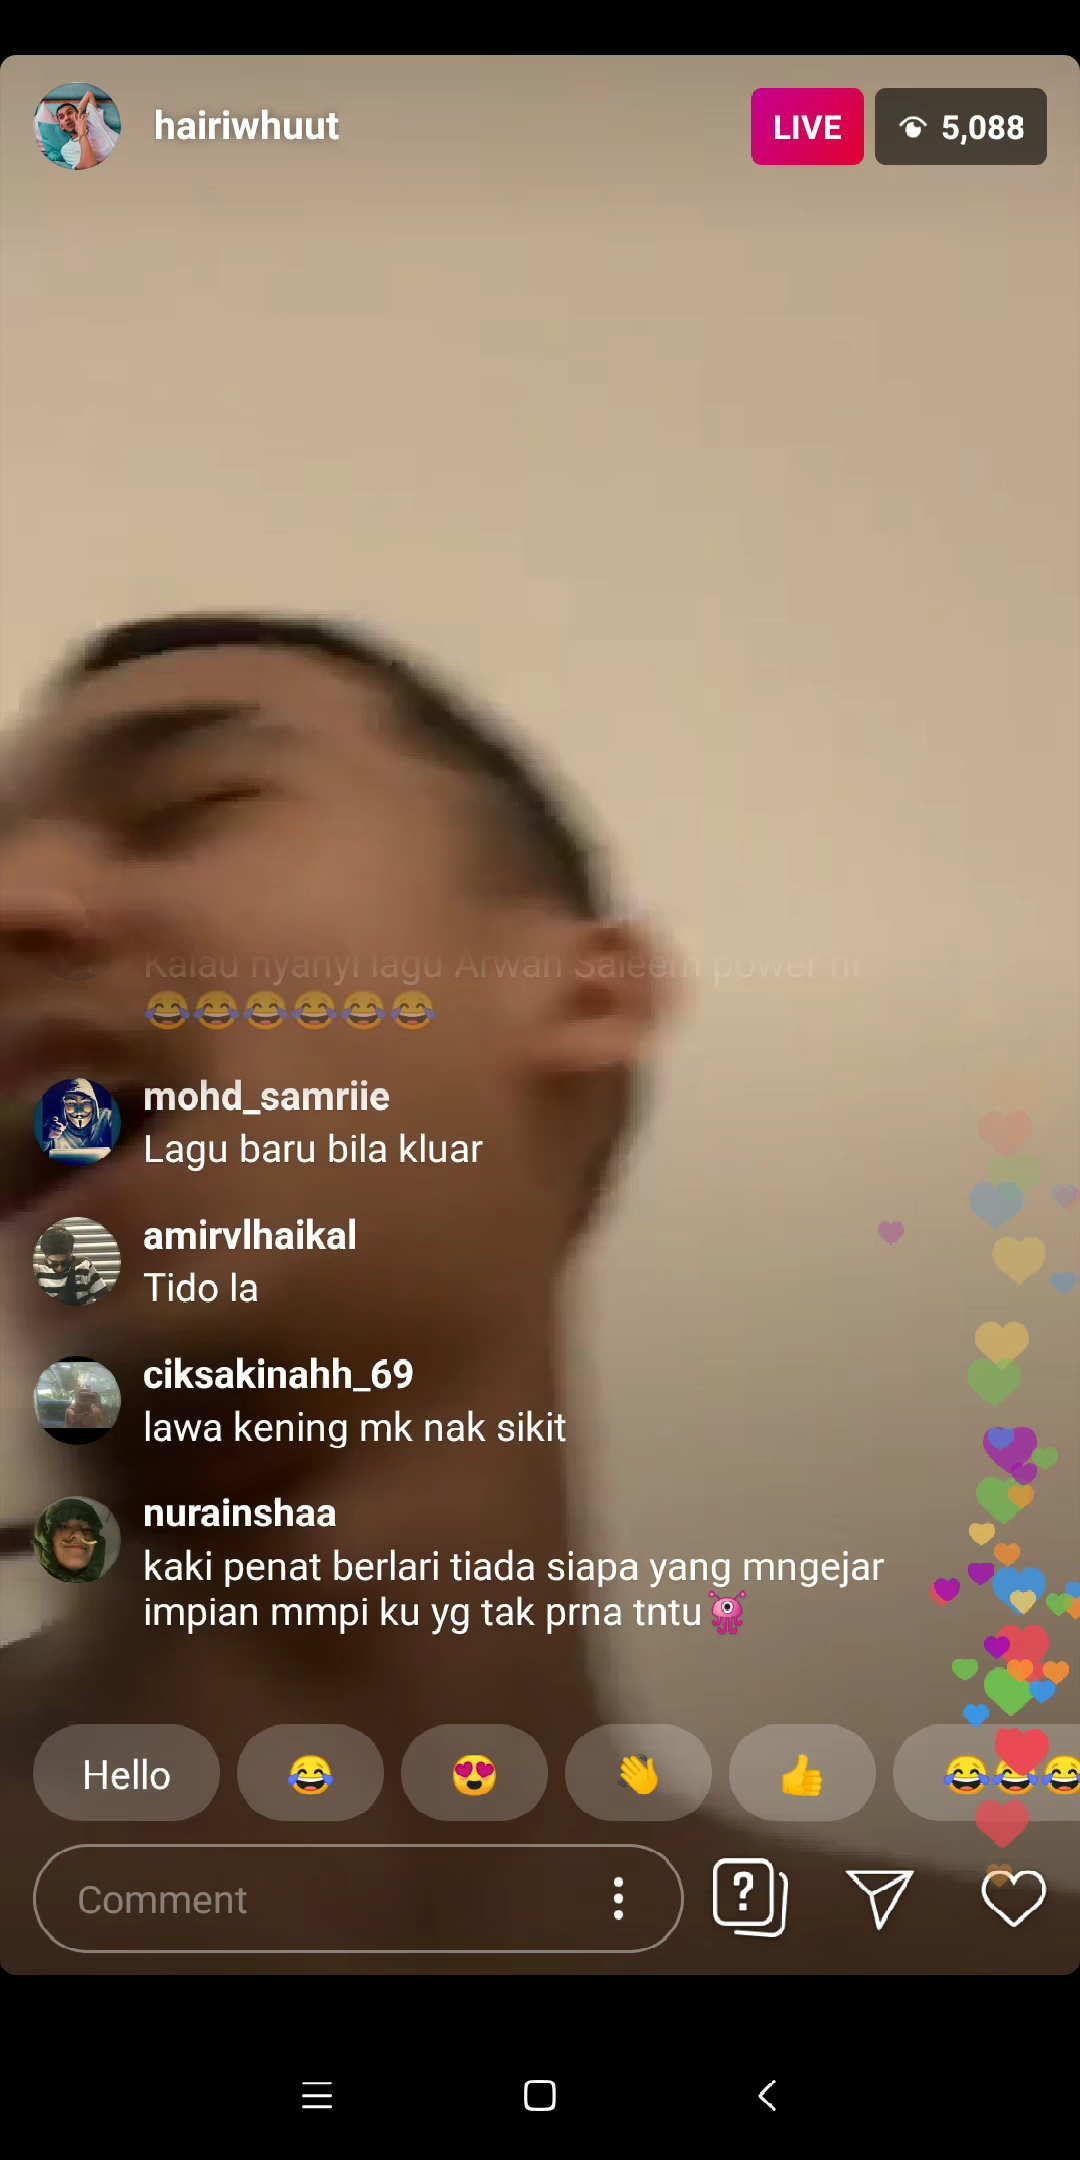 hairiwhuut
LIVE
5,088
Kalau nyanyi lagu Arwah Saleem power ni
😂😂😂😂😂😂
mohd_samriie
Lagu baru bila kluar
amirvlhaikal
Tido la
ciksakinahh_69
lawa kening mk nak sikit
nurainshaa
kaki penat berlari tiada siapa yang mngejar
impian mmpi ku yg tak prna tntu👾
Hello 😂 😍 👋 👍 😂😂😂
Comment